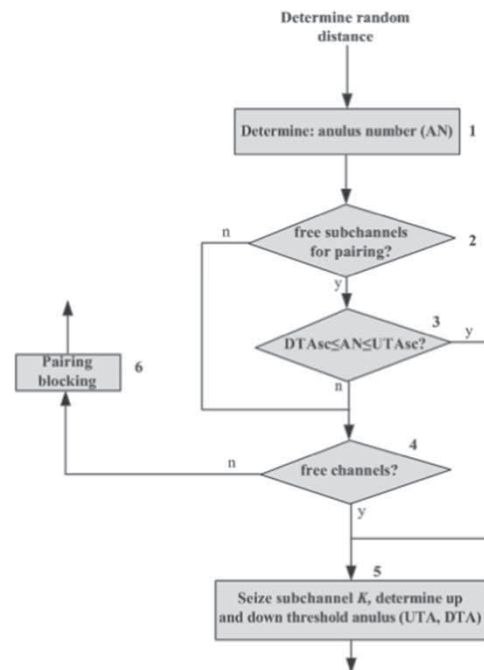 Determine random
distance
Determine: anulus number (AN)
1
n
free subchannels
for pairing?
2
y
3
DTAsc≤AN≤UTAsc?
y
n
Pairing
blocking
6
4
n
free channels?
y
5
Seize subchannel K, determine up
and down threshold anulus (UTA, DTA)